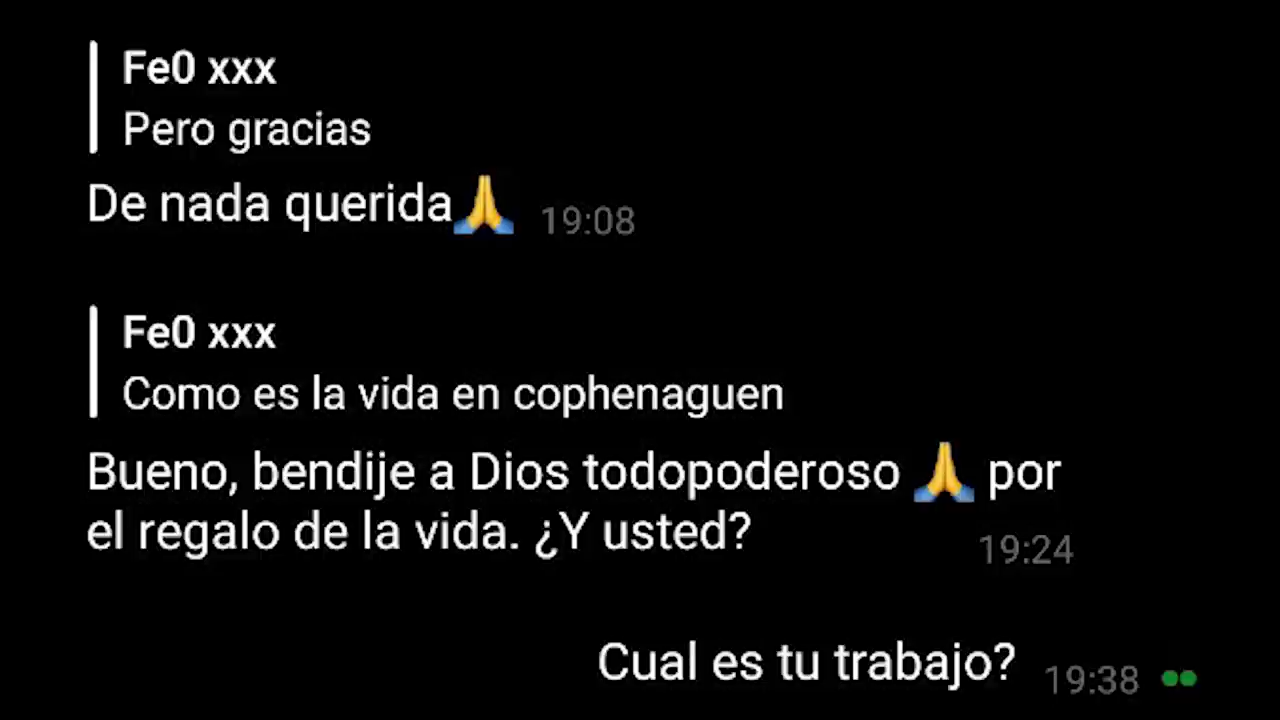 Fe0 xxx
Pero gracias
De nada querida🙏 19:08
Fe0 xxx
Como es la vida en cophenaguen
Bueno, bendije a Dios todopoderoso 🙏 por
el regalo de la vida. ¿Y usted? 19:24
Cual es tu trabajo? 19:38